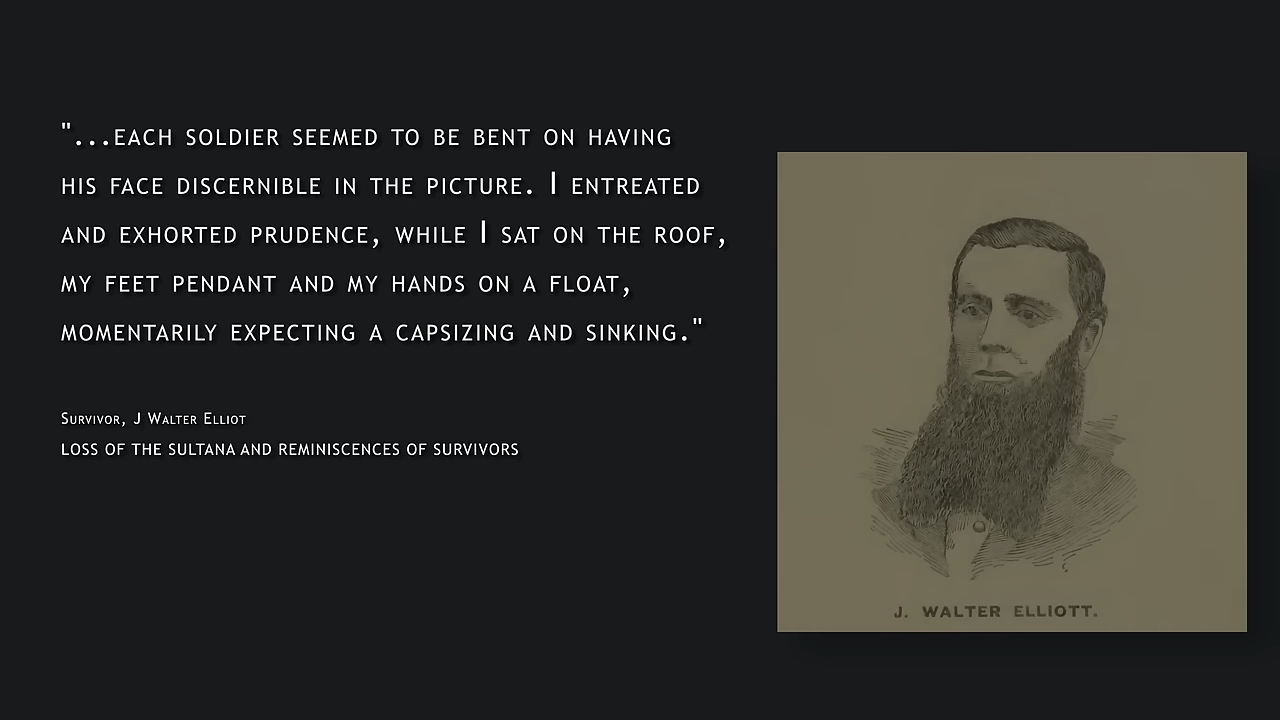 "...EACH SOLDIER SEEMED TO BE BENT ON HAVING
HIS FACE DISCERNIBLE IN THE PICTURE. I ENTREATED
AND EXHORTED PRUDENCE, WHILE I SAT ON THE ROOF,
MY FEET PENDANT AND MY HANDS ON A FLOAT,
MOMENTARILY EXPECTING A CAPSIZING AND SINKING."
Survivor, J Walter Elliot
LOSS OF THE SULTANA AND REMINISCENCES OF SURVIVORS
J. WALTER ELLIOTT.